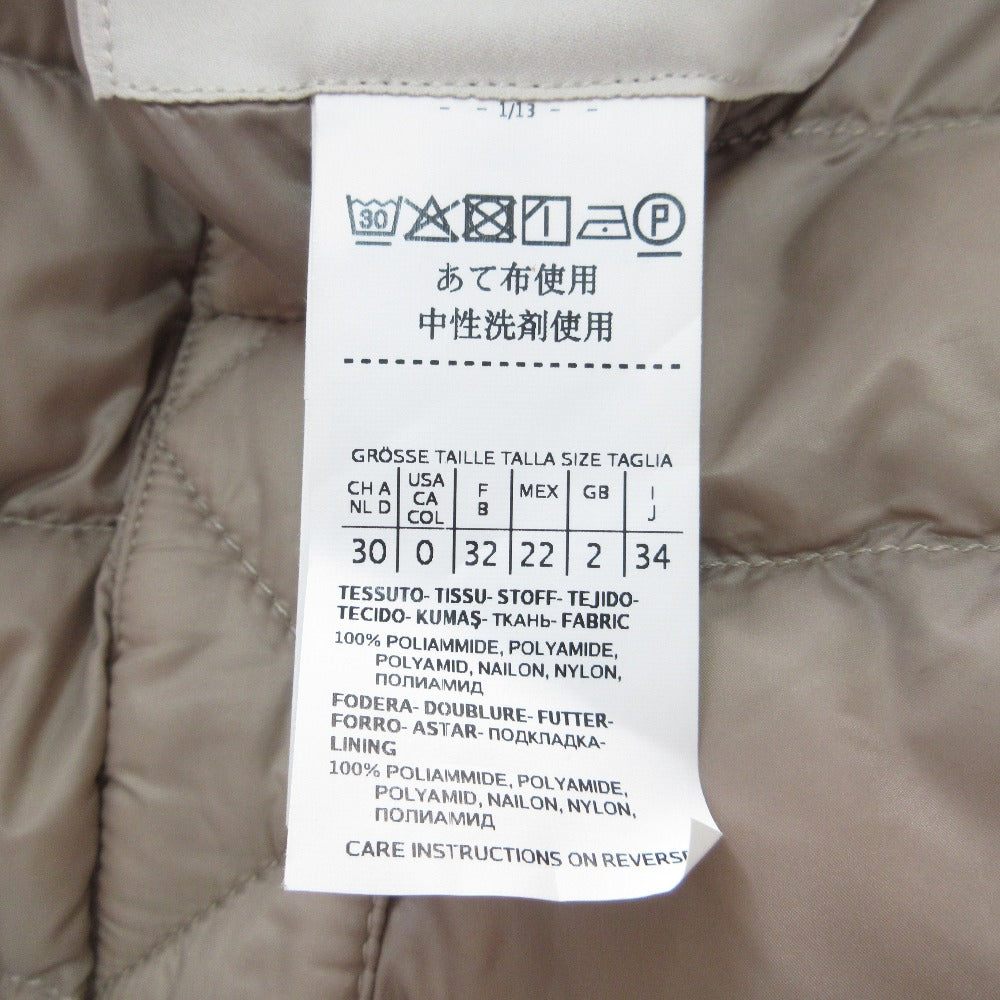 - - 1/13 - -
30 P
あて布使用
中性洗剤使用
GRÖSSE TAILLE TALLA SIZE TAGLIA
CH A NL D USA CA COL F B MEX GB I J
30 0 32 22 2 34
TESSUTO- TISSU- STOFF- TEJIDO-
TECIDO- KUMAŞ- ТКАНЬ- FABRIC
100% POLIAMMIDE, POLYAMIDE,
POLYAMID, NAILON, NYLON,
ПОЛИАМИД
FODERA- DOUBLURE- FUTTER-
FORRO- ASTAR- ПОДКЛАДКА-
LINING
100% POLIAMMIDE, POLYAMIDE,
POLYAMID, NAILON, NYLON,
ПОЛИАМИД
CARE INSTRUCTIONS ON REVERSE